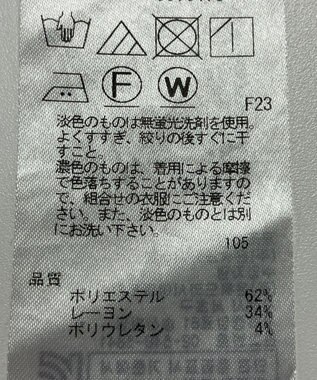 F
W
F23
淡色のものは無蛍光洗剤を使用。
よくすすぎ、絞りの後すぐに干
すこと。
濃色のものは、着用による摩擦
で色落ちすることがありますの
で、組合せの衣服にご注意くだ
さい。また、淡色のものとは別
にお洗い下さい。
105
品質
ポリエステル 62%
レーヨン 34%
ポリウレタン 4%